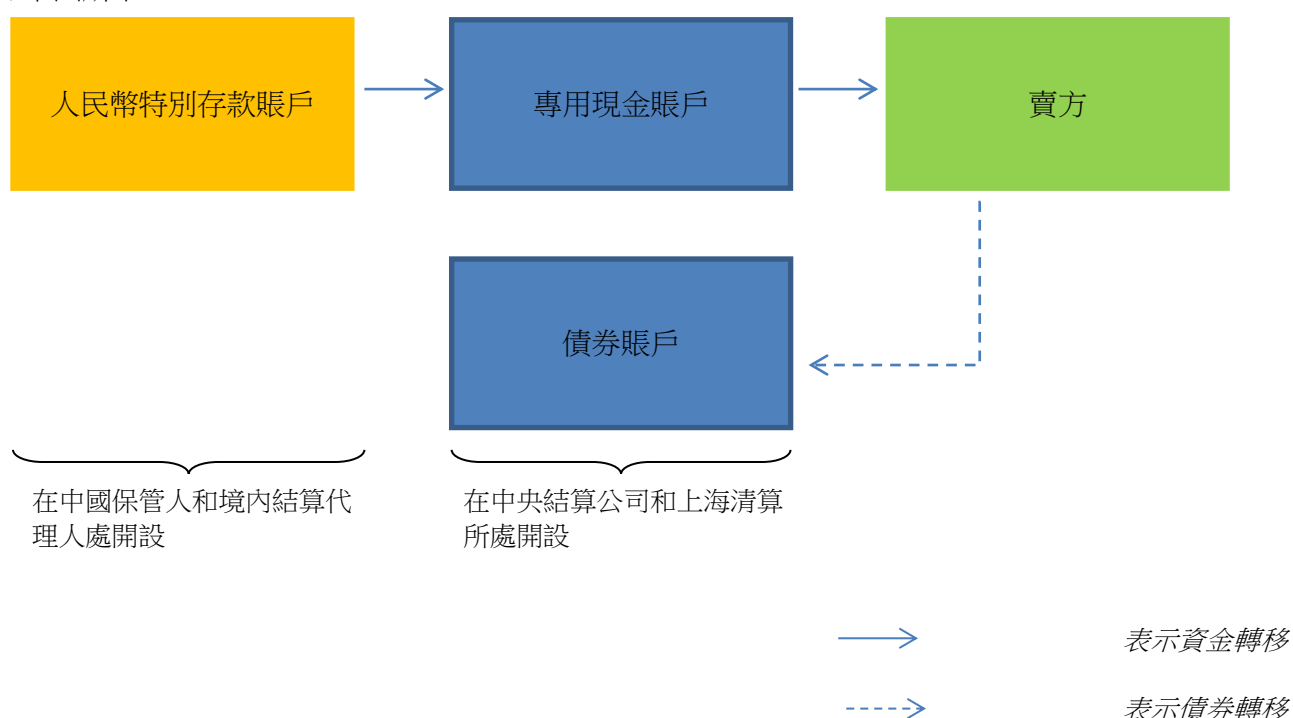 人民幣特別存款賬戶
專用現金賬戶
賣方
債券賬戶
在中國保管人和境內結算代
理人處開設
在中央結算公司和上海清算
所處開設
表示資金轉移
表示債券轉移